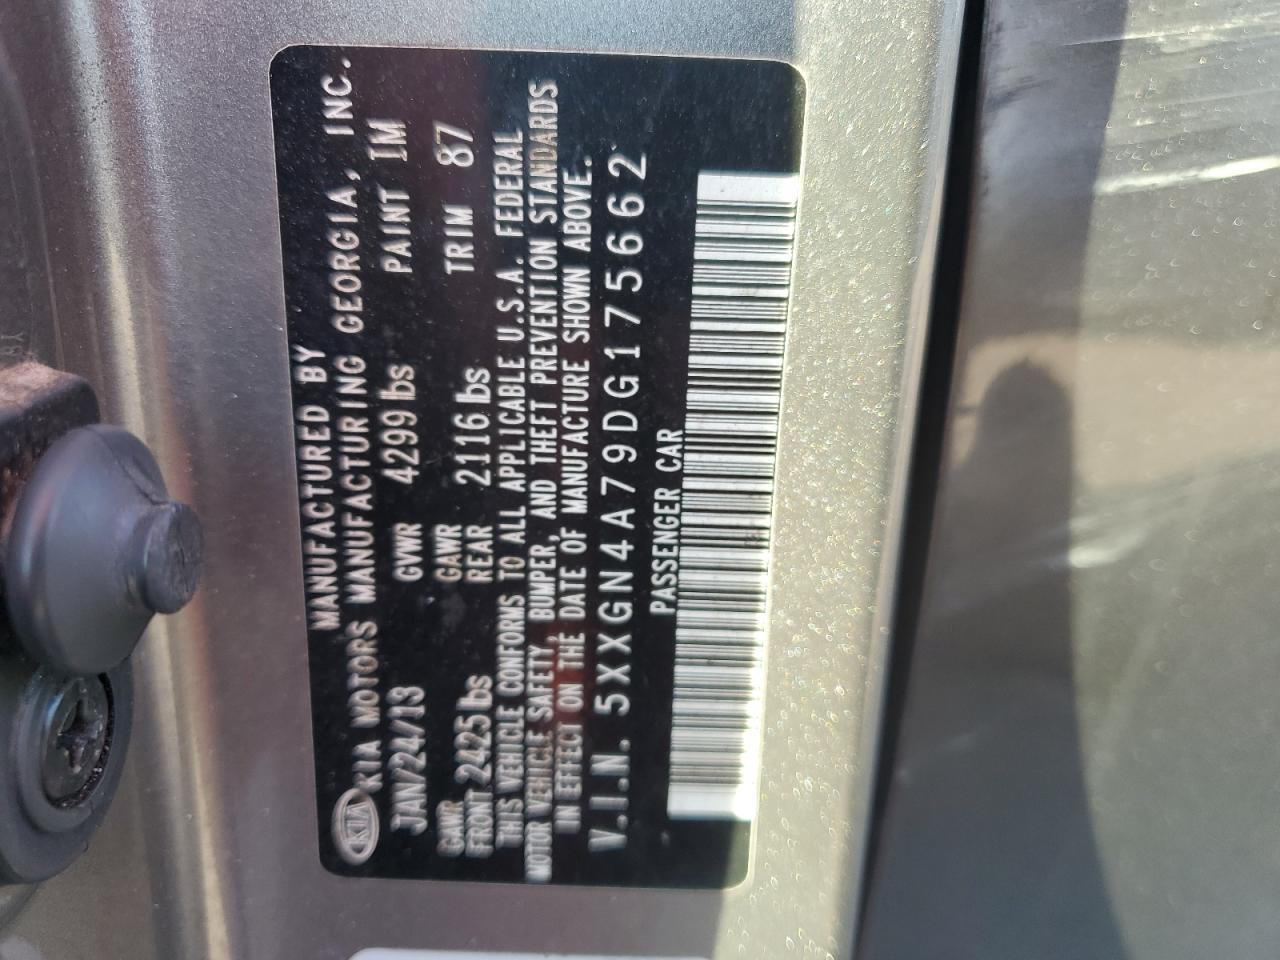 MANUFACTURED BY
KIA KIA MOTORS MANUFACTURING GEORGIA, INC.
JAN/24/13 GVWR 4299 lbs PAINT IM
GAWR FRONT 2425 lbs GAWR REAR 2116 lbs TRIM 87
THIS VEHICLE CONFORMS TO ALL APPLICABLE U.S.A. FEDERAL
MOTOR VEHICLE SAFETY, BUMPER, AND THEFT PREVENTION STANDARDS
IN EFFECT ON THE DATE OF MANUFACTURE SHOWN ABOVE.
V.I.N. 5XXGN4A79DG175662
PASSENGER CAR